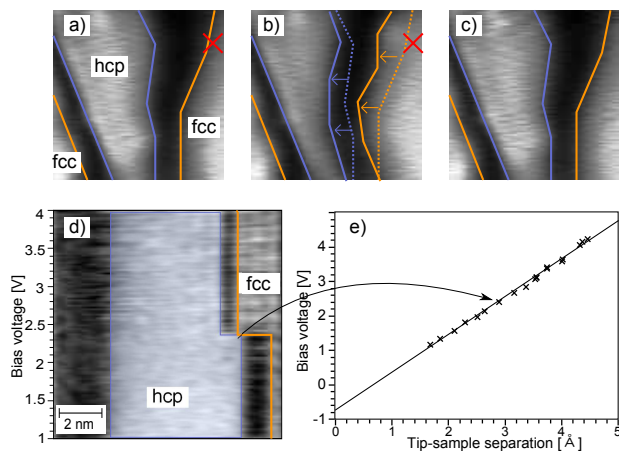 a)
hcp
fcc
fcc
b)
c)
d)
Bias voltage [V]
4
3.5
3
2.5
2
1.5
1
fcc
hcp
2 nm
e)
Bias voltage [V]
4
3
2
1
0
-1
0
1
2
3
4
5
Tip-sample separation [Å]